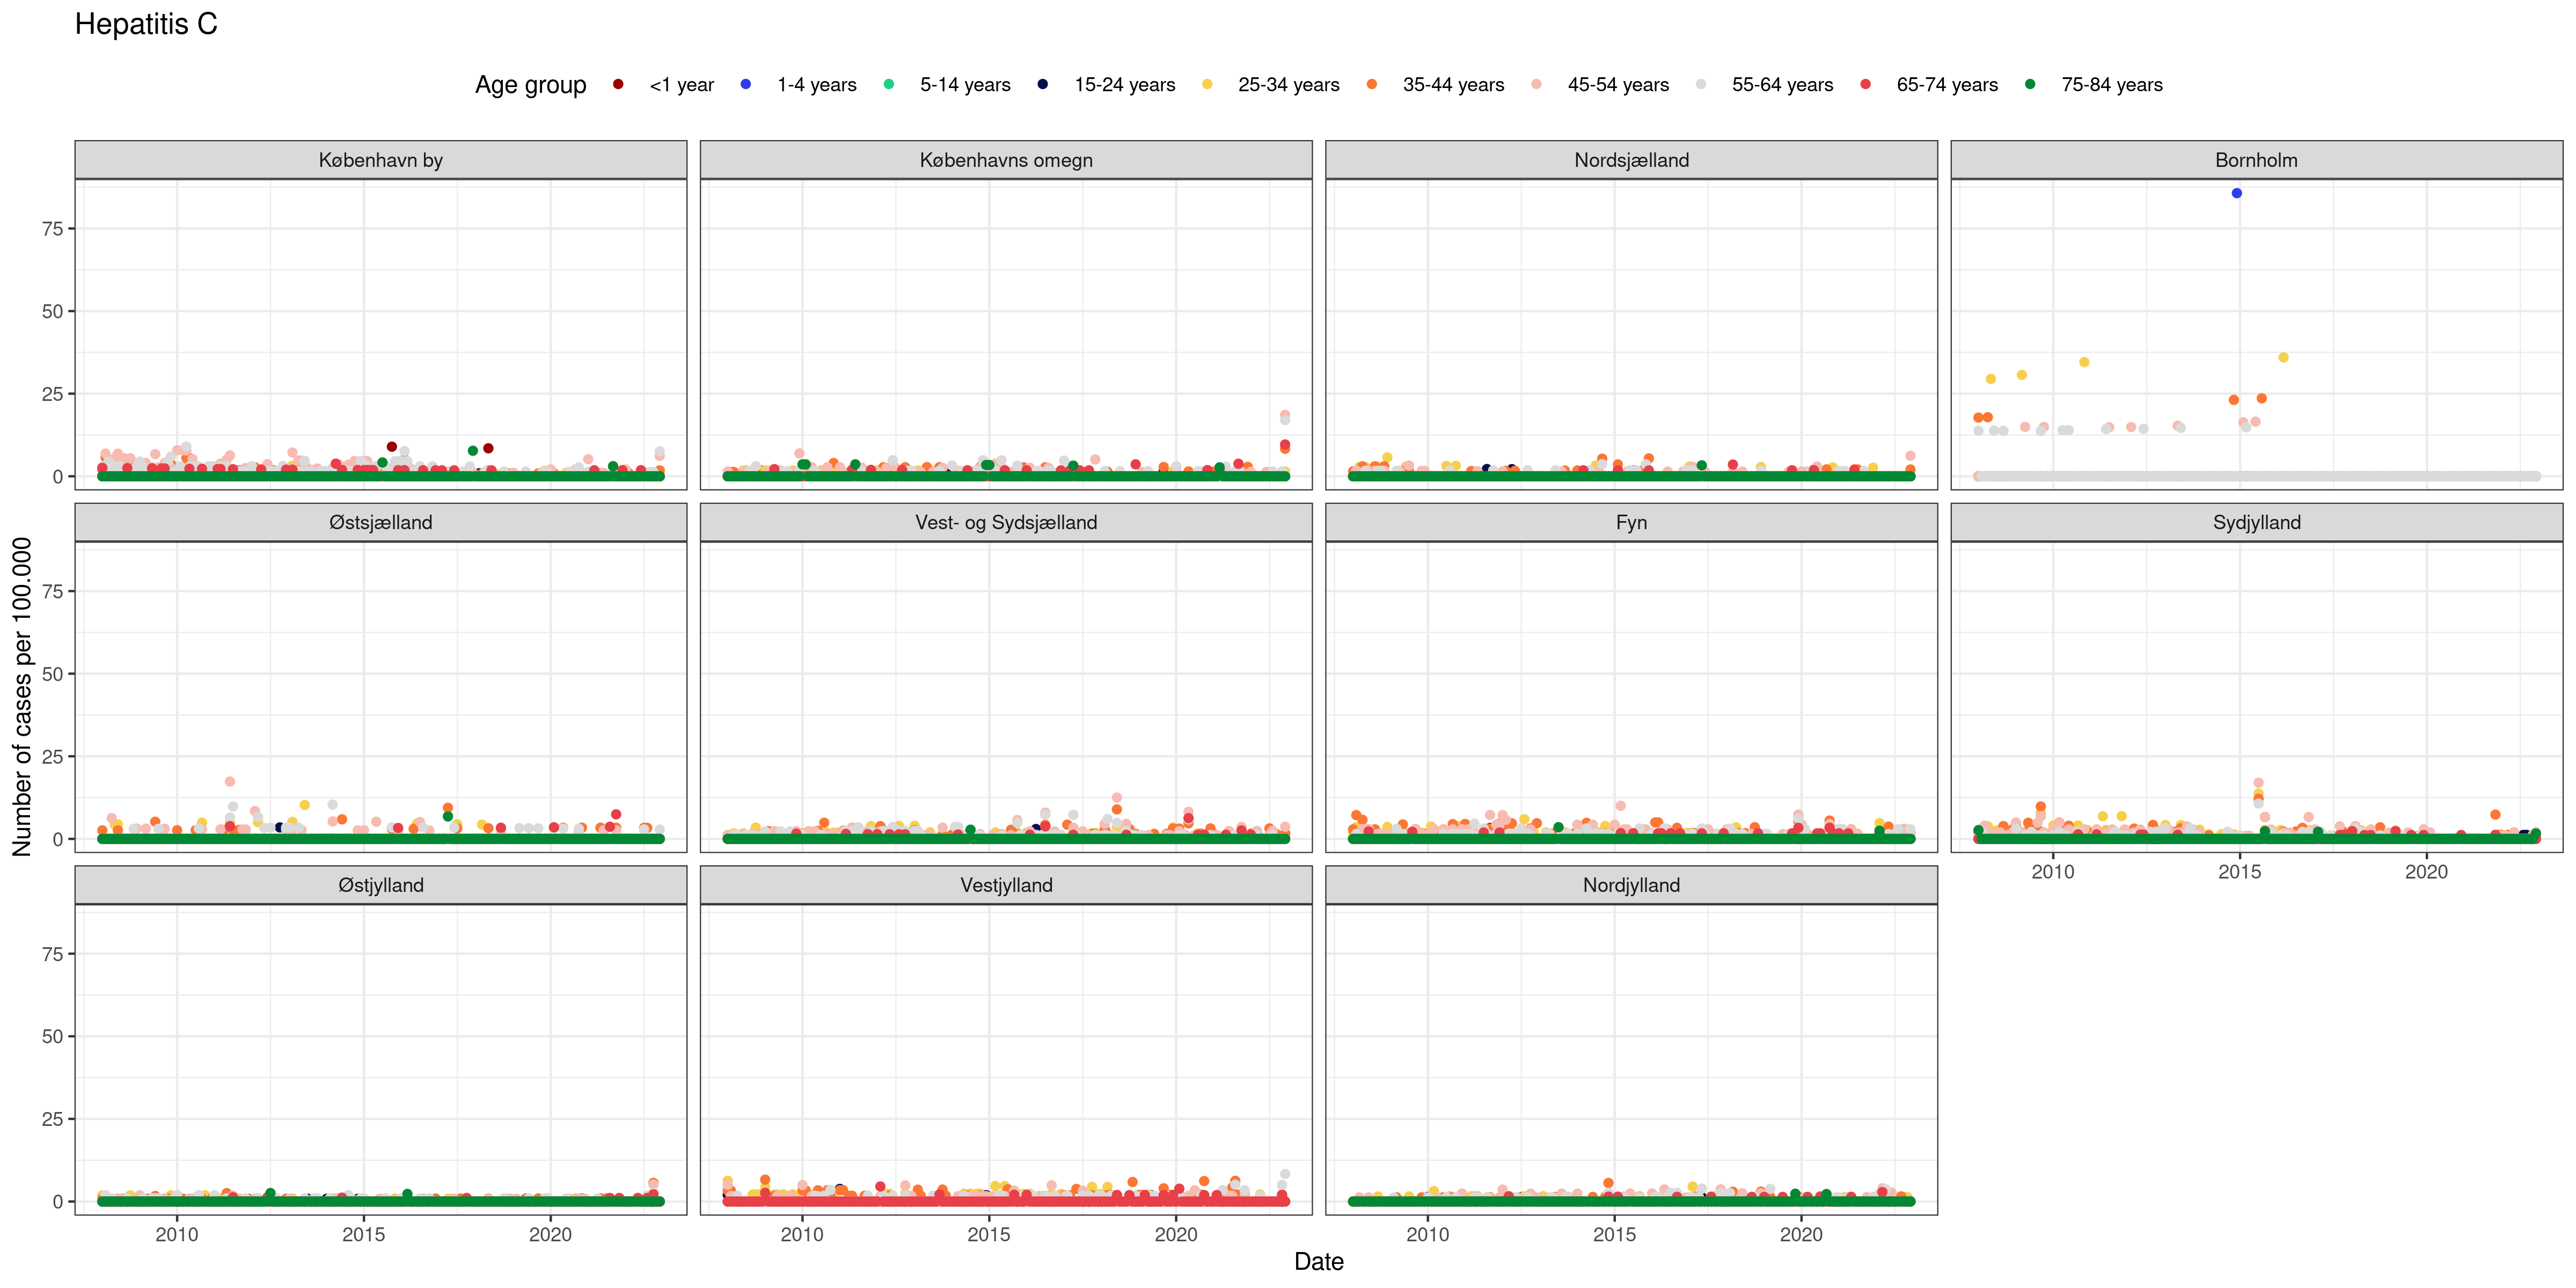 Hepatitis C
Age group <1 year 1-4 years 5-14 years 15-24 years 25-34 years 35-44 years 45-54 years 55-64 years 65-74 years 75-84 years
København by Københavns omegn Nordsjælland Bornholm
75
50
25
0
Østsjælland Vest- og Sydsjælland Fyn Sydjylland
75
50
25
0
2010 2015 2020
Østjylland Vestjylland Nordjylland
75
50
25
0
2010 2015 2020 2010 2015 2020 2010 2015 2020
Date
Number of cases per 100.000